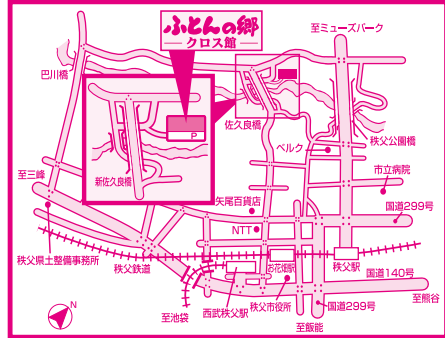 ふとんの郷
クロス館
至ミューズパーク
巴川橋
佐久良橋
P
新佐久良橋
秩父公園橋
ベルク
至三峰
市立病院
矢尾百貨店
国道299号
NTT
秩父県土整備事務所
秩父鉄道
お花畑駅
秩父駅
国道140号
西武秩父駅
秩父市役所
至熊谷
N
至池袋
国道299号
至飯能